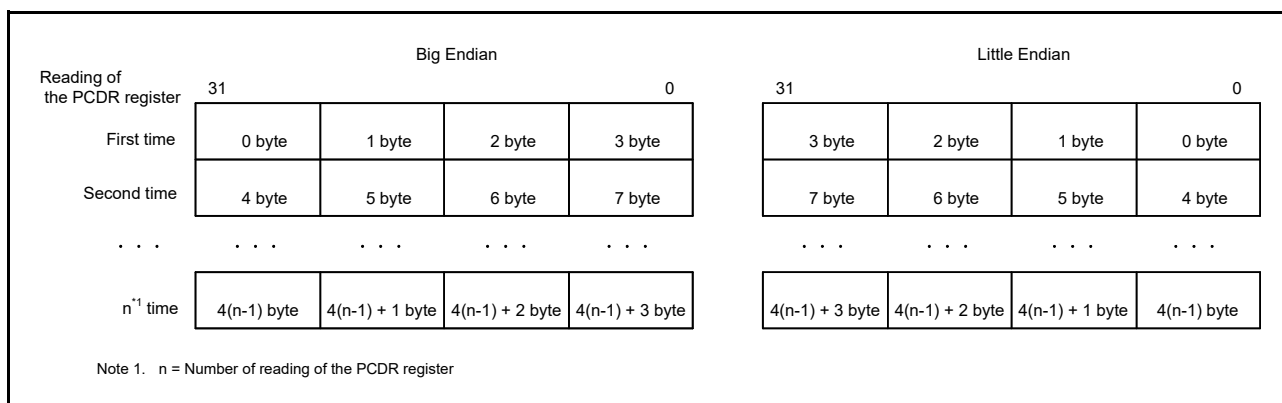 Big Endian Little Endian
Reading of
the PCDR register
31 0 31 0
First time 0 byte 1 byte 2 byte 3 byte 3 byte 2 byte 1 byte 0 byte
Second time 4 byte 5 byte 6 byte 7 byte 7 byte 6 byte 5 byte 4 byte
. . . . . . . . . . . . . . . . . . . . . . . . . . .
n*1 time 4(n-1) byte 4(n-1) + 1 byte 4(n-1) + 2 byte 4(n-1) + 3 byte 4(n-1) + 3 byte 4(n-1) + 2 byte 4(n-1) + 1 byte 4(n-1) byte
Note 1. n = Number of reading of the PCDR register